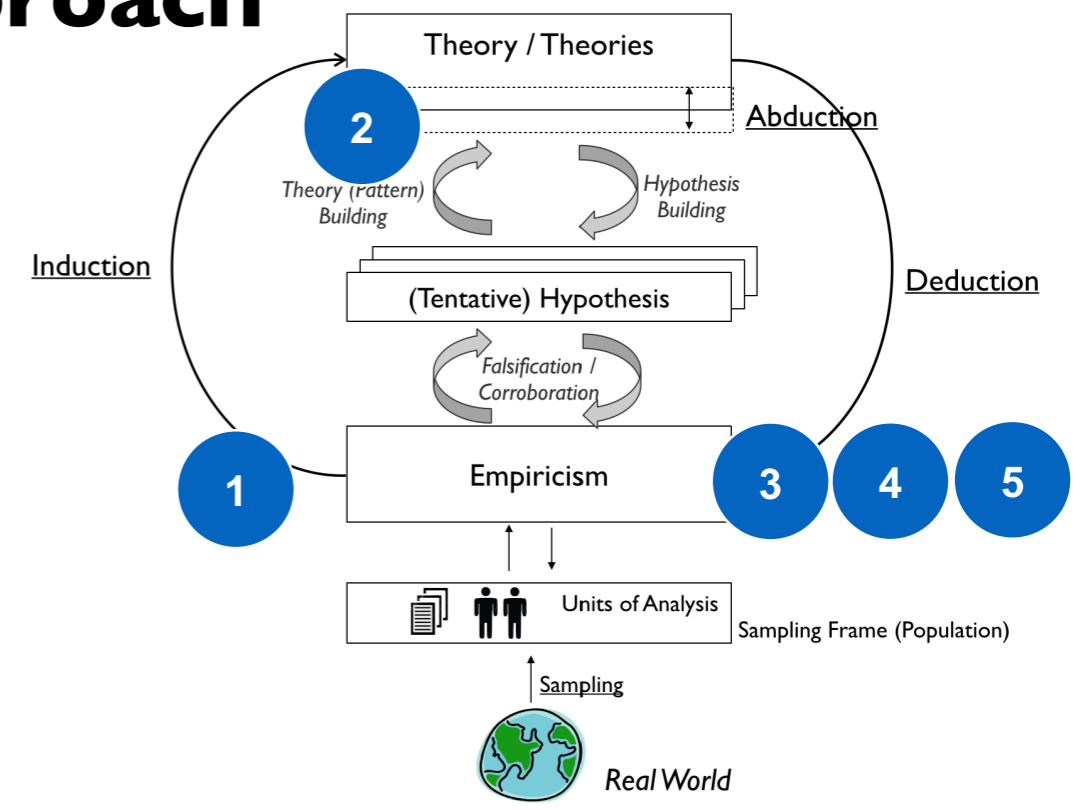 Theory / Theories
2
Abduction
Theory (Pattern)
Building
Hypothesis
Building
Induction
(Tentative) Hypothesis
Deduction
Falsification /
Corroboration
1
Empiricism
3
4
5
Units of Analysis
Sampling Frame (Population)
Sampling
Real World